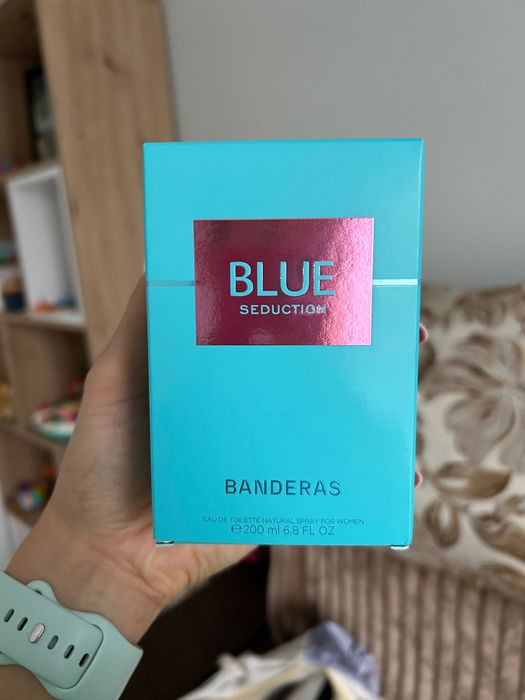 BLUE
SEDUCTION
BANDERAS
EAU DE TOILETTE NATURAL SPRAY FOR WOMEN
℮200 ml 6.8 FL OZ